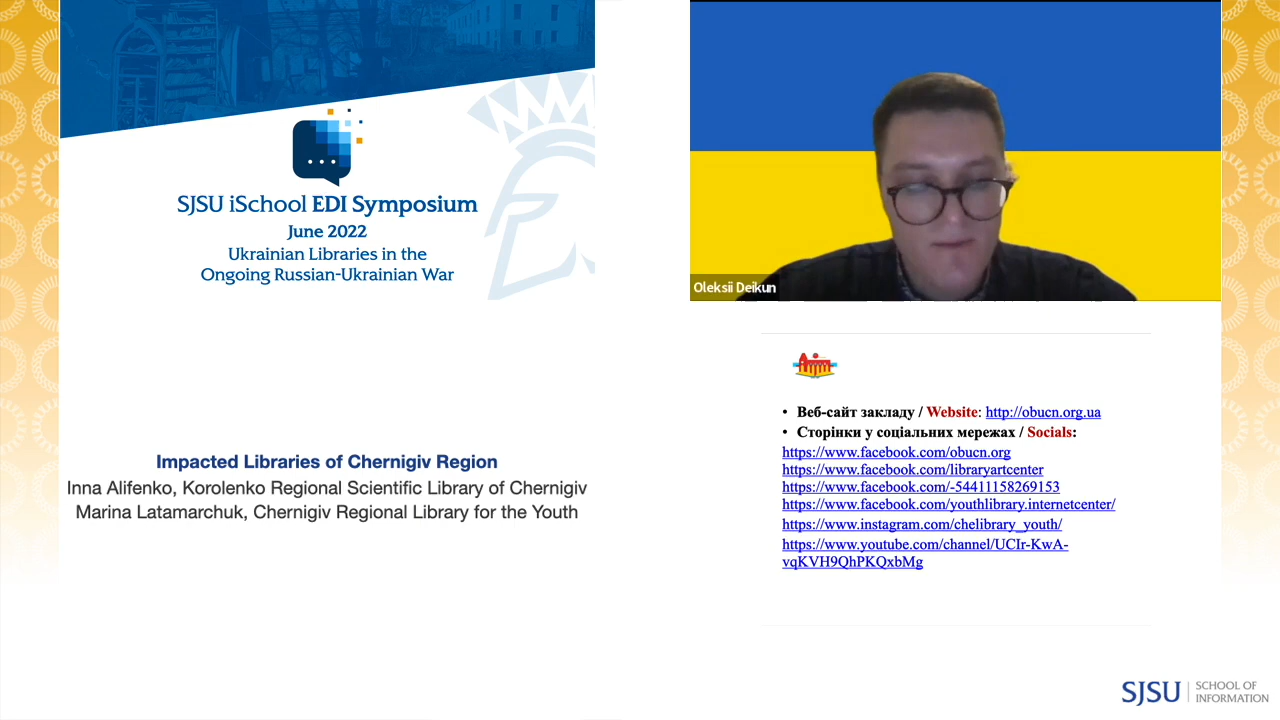 SJSU iSchool EDI Symposium
June 2022
Ukrainian Libraries in the
Ongoing Russian-Ukrainian War
Impacted Libraries of Chernigiv Region
Inna Alifenko, Korolenko Regional Scientific Library of Chernigiv
Marina Latamarchuk, Chernigiv Regional Library for the Youth
Oleksii Deikun
• Веб-сайт закладу / Website: http://obucn.org.ua
• Сторінки у соціальних мережах / Socials:
https://www.facebook.com/obucn.org
https://www.facebook.com/libraryartcenter
https://www.facebook.com/-54411158269153
https://www.facebook.com/youthlibrary.internetcenter/
https://www.instagram.com/chelibrary_youth/
https://www.youtube.com/channel/UCIr-KwA-
vqKVH9QhPKQxbMg
SJSU | SCHOOL OF
INFORMATION